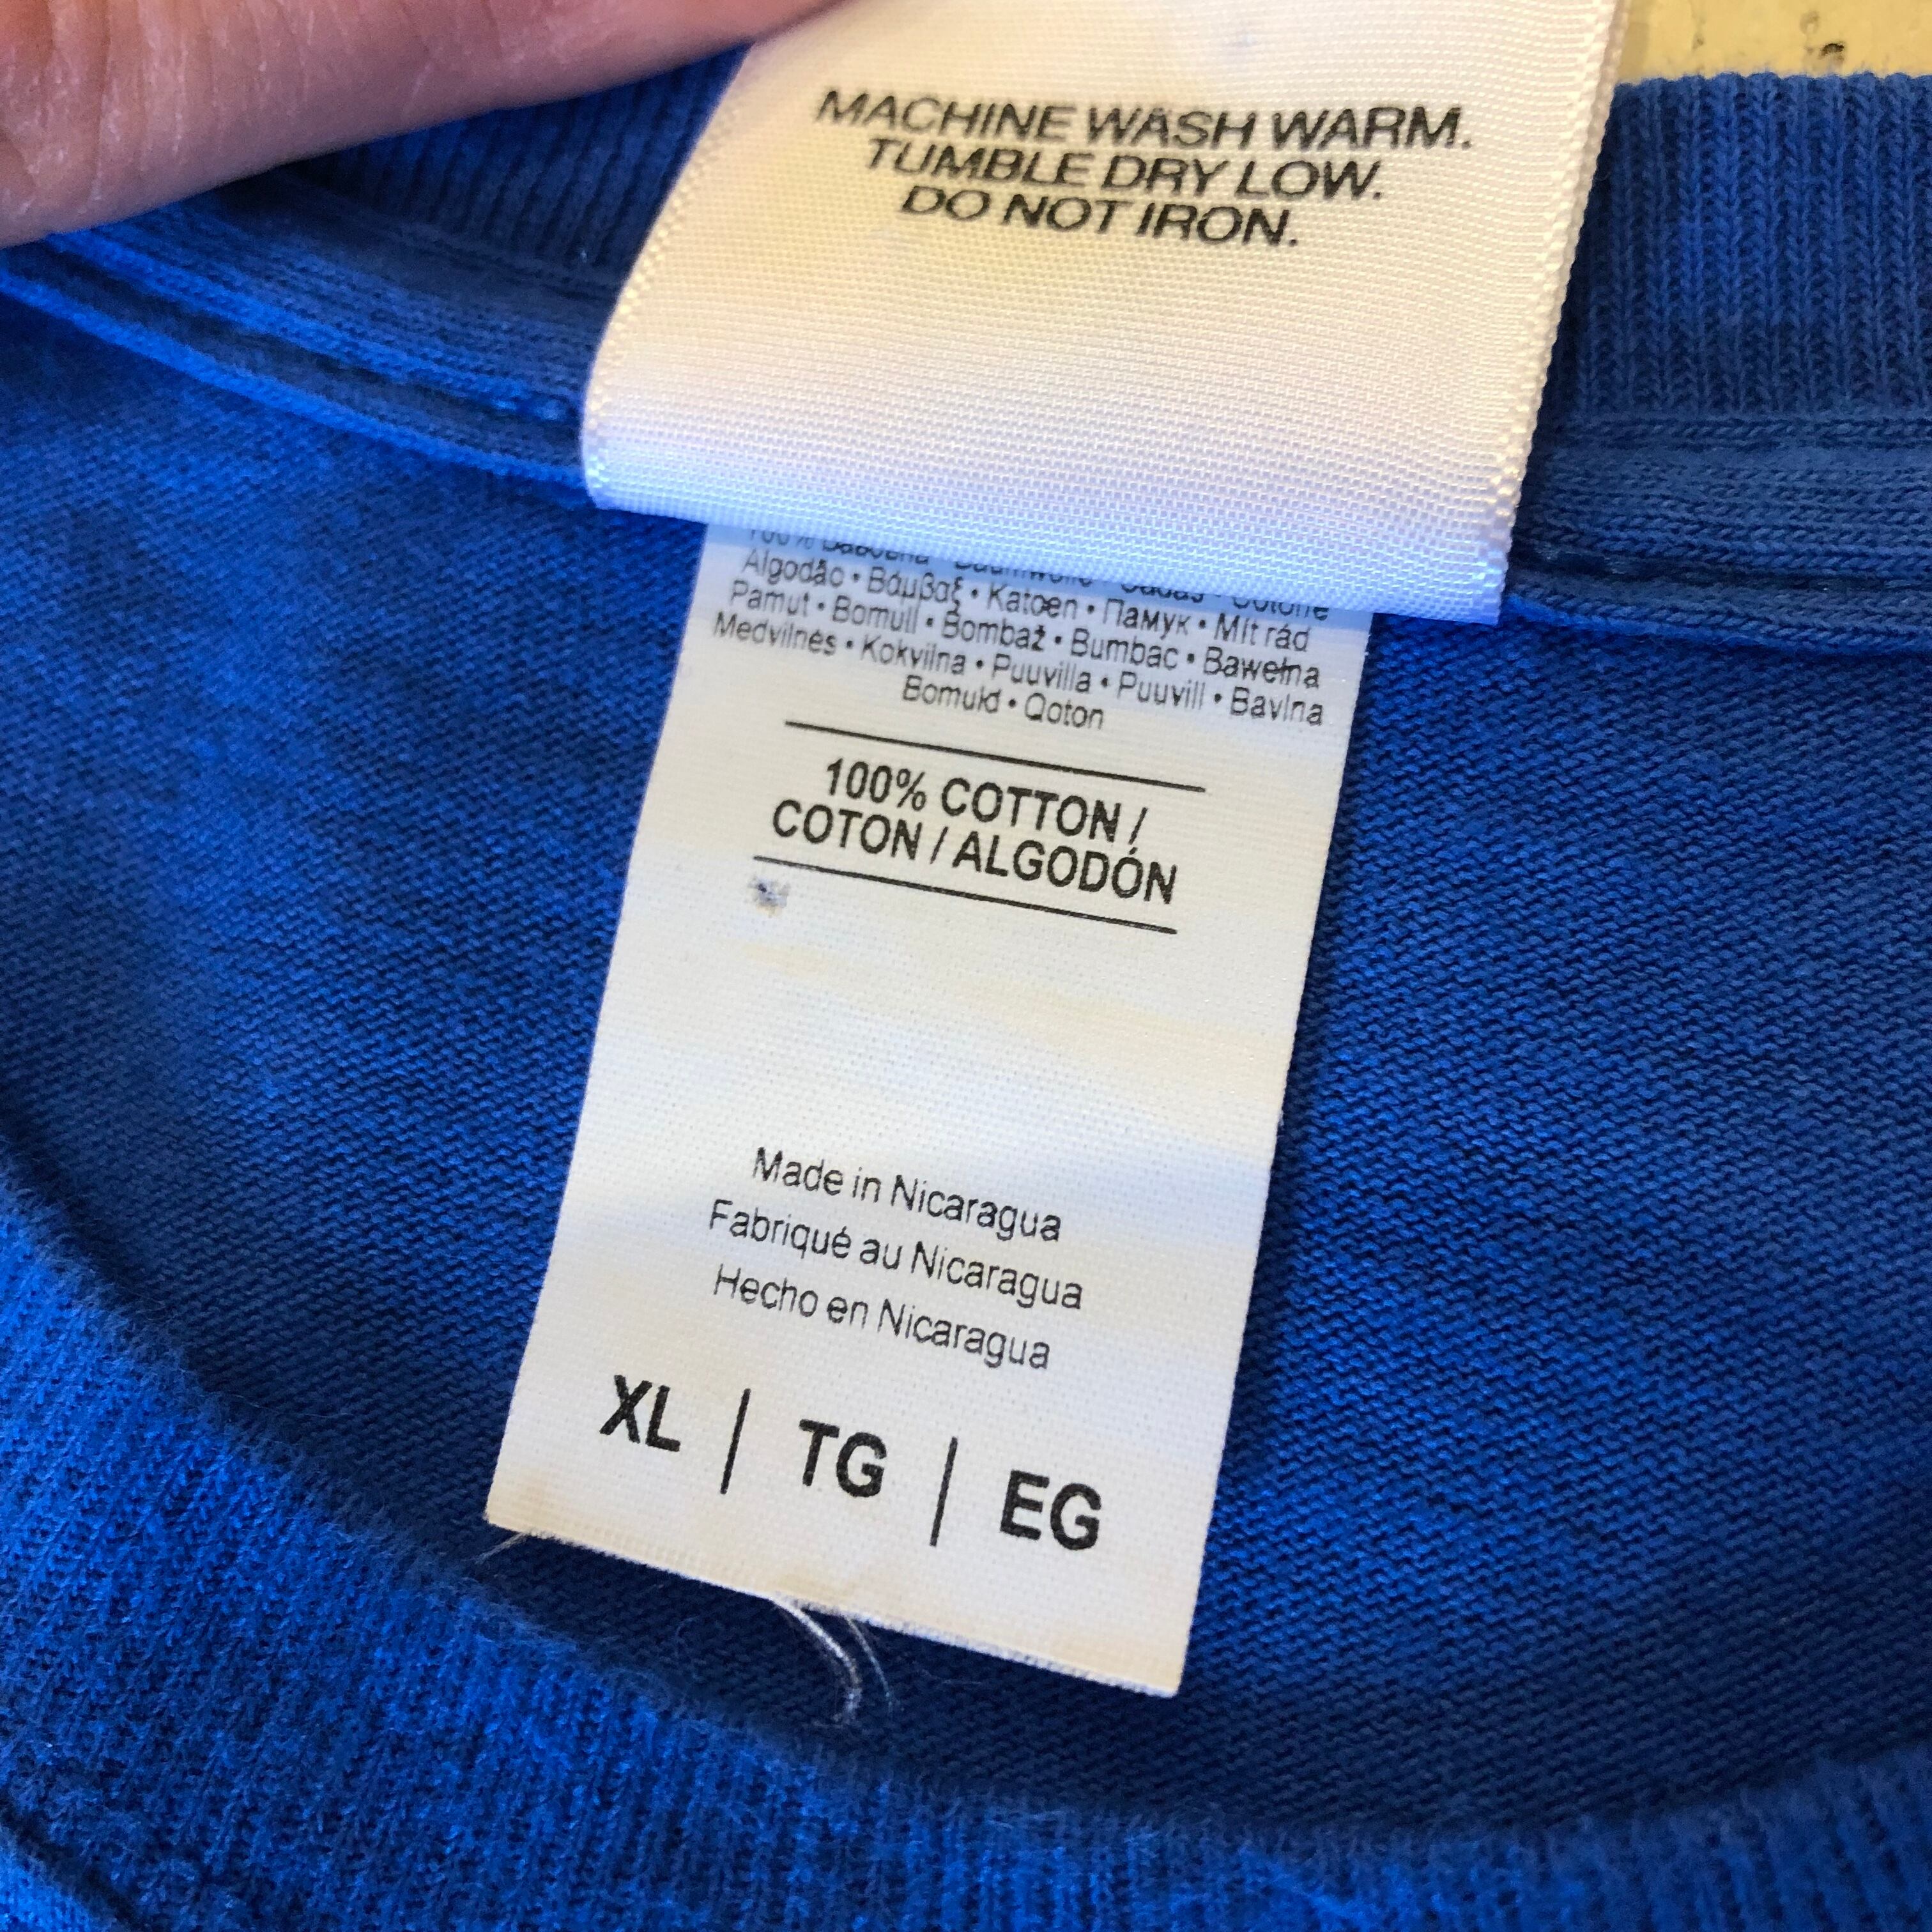 MACHINE WASH WARM.
TUMBLE DRY LOW.
DO NOT IRON.
Algodão • Βάμβαξ • Katoen • Памук • Mít rád
Pamut • Bomull • Bombaž • Bumbac • Bawełna
Medvilnės • Kokvilna • Puuvilla • Puuvill • Bavlna
Bomuld • Qoton
100% COTTON /
COTON / ALGODÓN
Made in Nicaragua
Fabriqué au Nicaragua
Hecho en Nicaragua
XL | TG | EG